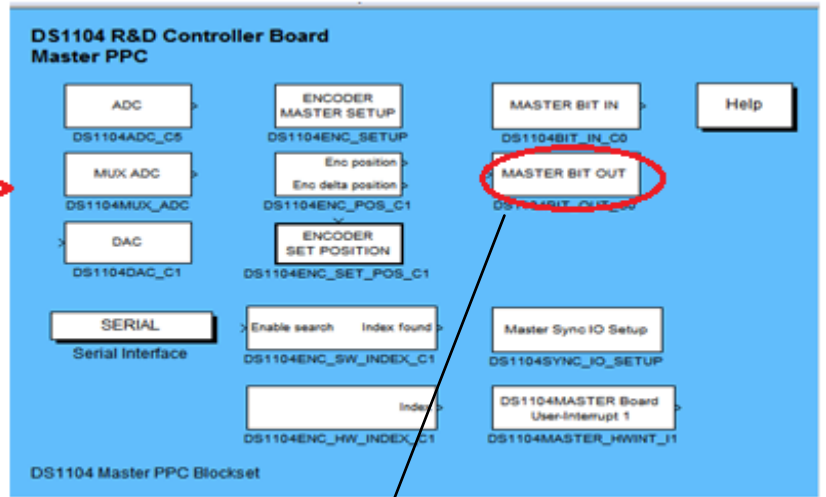 DS1104 R&D Controller Board
Master PPC
ADC
DS1104ADC_C5
ENCODER
MASTER SETUP
DS1104ENC_SETUP
MASTER BIT IN
DS1104BIT_IN_C0
Help
MUX ADC
DS1104MUX_ADC
Enc position
Enc delta position
DS1104ENC_POS_C1
MASTER BIT OUT
DS1104BIT_OUT_C0
DAC
DS1104DAC_C1
ENCODER
SET POSITION
DS1104ENC_SET_POS_C1
SERIAL
Serial Interface
Enable search Index found
DS1104ENC_SW_INDEX_C1
Master Sync IO Setup
DS1104SYNC_IO_SETUP
Index
DS1104ENC_HW_INDEX_C1
DS1104MASTER Board
User-Interrupt 1
DS1104MASTER_HWINT_I1
DS1104 Master PPC Blockset